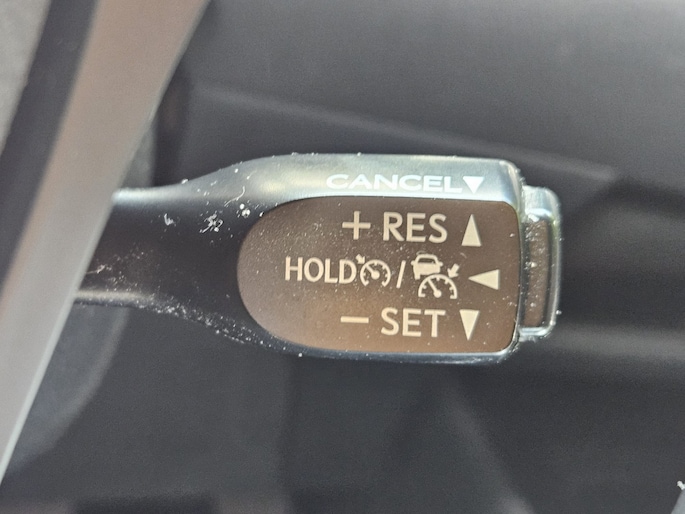 CANCEL▼
+ RES ▲
HOLD / ◀
− SET ▼